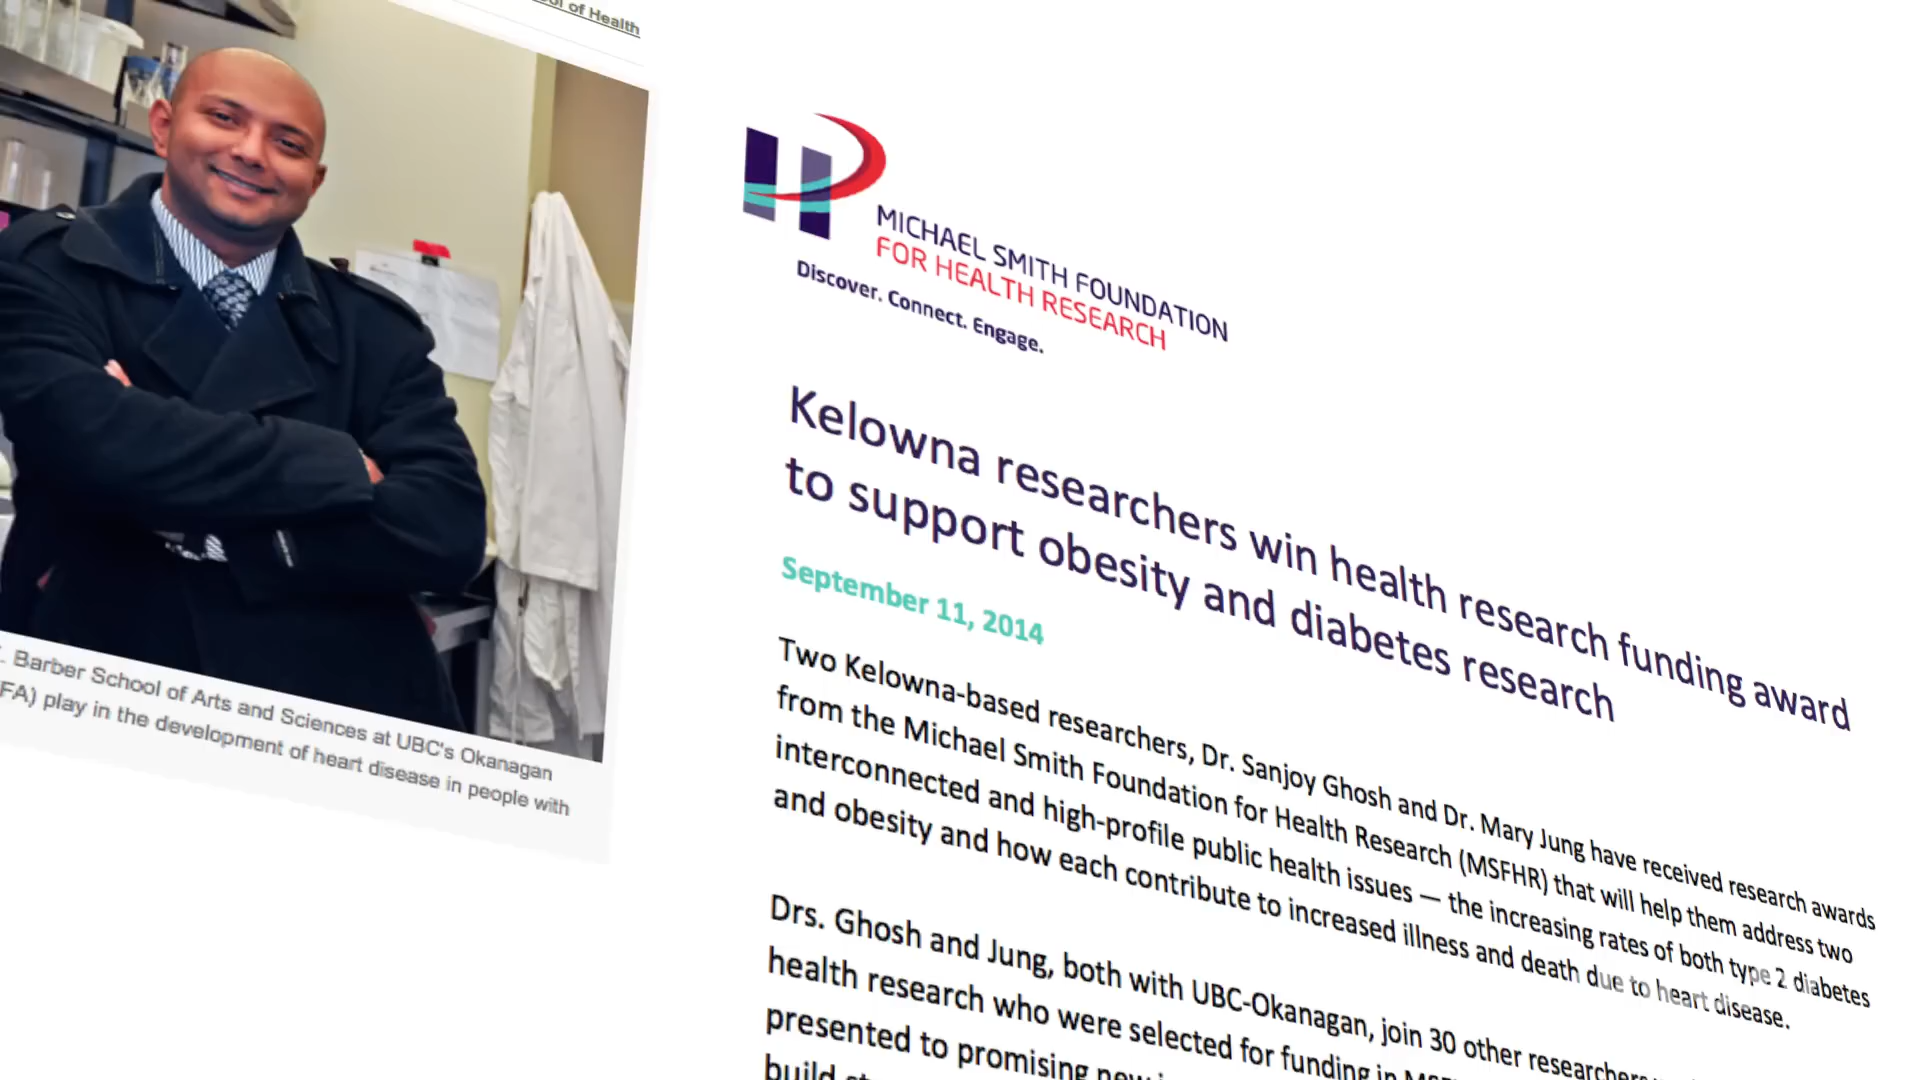 of Health
Barber School of Arts and Sciences at UBC's Okanagan
FA) play in the development of heart disease in people with
MICHAEL SMITH FOUNDATION
FOR HEALTH RESEARCH
Discover. Connect. Engage.
Kelowna researchers win health research funding award
to support obesity and diabetes research
September 11, 2014
Two Kelowna-based researchers, Dr. Sanjoy Ghosh and Dr. Mary Jung have received research awards
from the Michael Smith Foundation for Health Research (MSFHR) that will help them address two
interconnected and high-profile public health issues — the increasing rates of both type 2 diabetes
and obesity and how each contribute to increased illness and death due to heart disease.
Drs. Ghosh and Jung, both with UBC-Okanagan, join 30 other researchers
health research who were selected for funding in
presented to promising new
build